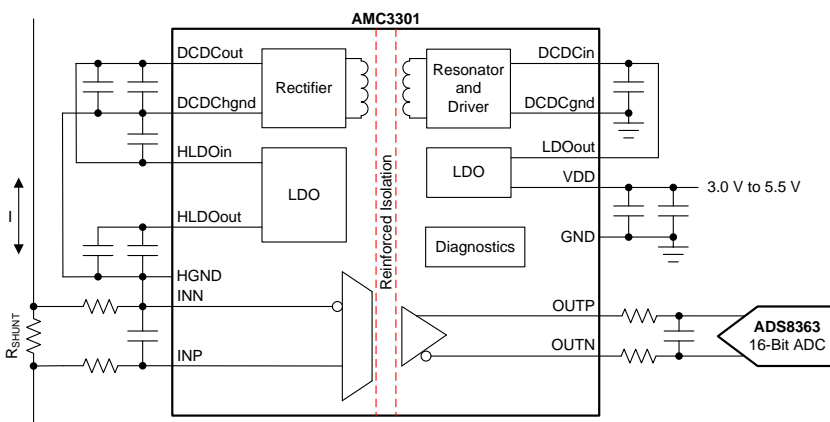 AMC3301
DCDCout
DCDCin
Rectifier
Resonator
and
Driver
DCDChgnd
DCDCgnd
HLDOin
LDOout
LDO
LDO
VDD
3.0 V to 5.5 V
I
HLDOout
Reinforced Isolation
Diagnostics
GND
HGND
INN
OUTP
RSHUNT
ADS8363
16-Bit ADC
INP
OUTN